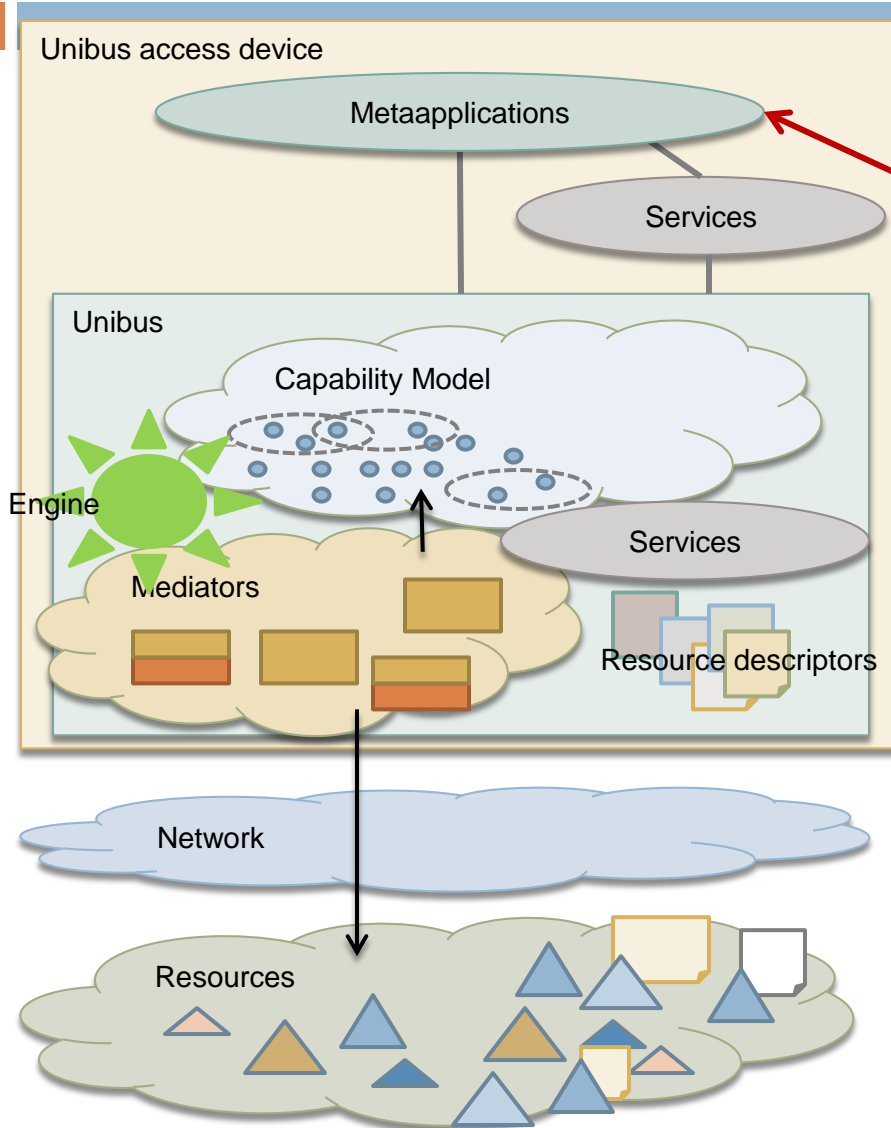 Unibus access device
Metaapplications
Services
Unibus
Capability Model
Engine
Services
Mediators
Resource descriptors
Network
Resources